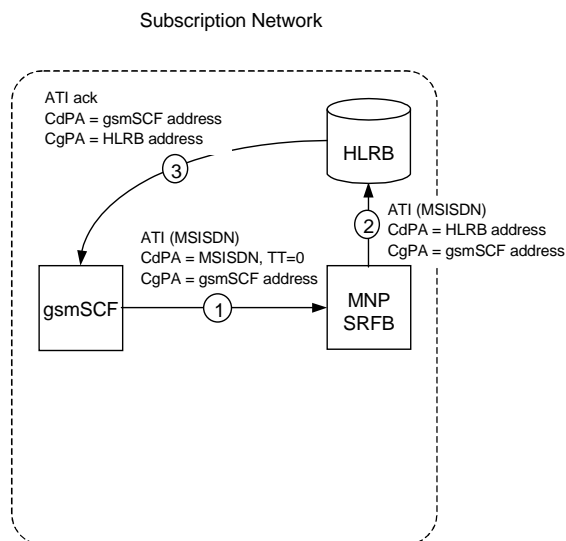 Subscription Network
ATI ack
CdPA = gsmSCF address
CgPA = HLRB address
3
HLRB
2
ATI (MSISDN)
CdPA = HLRB address
CgPA = gsmSCF address
ATI (MSISDN)
CdPA = MSISDN, TT=0
CgPA = gsmSCF address
gsmSCF
1
MNP
SRFB